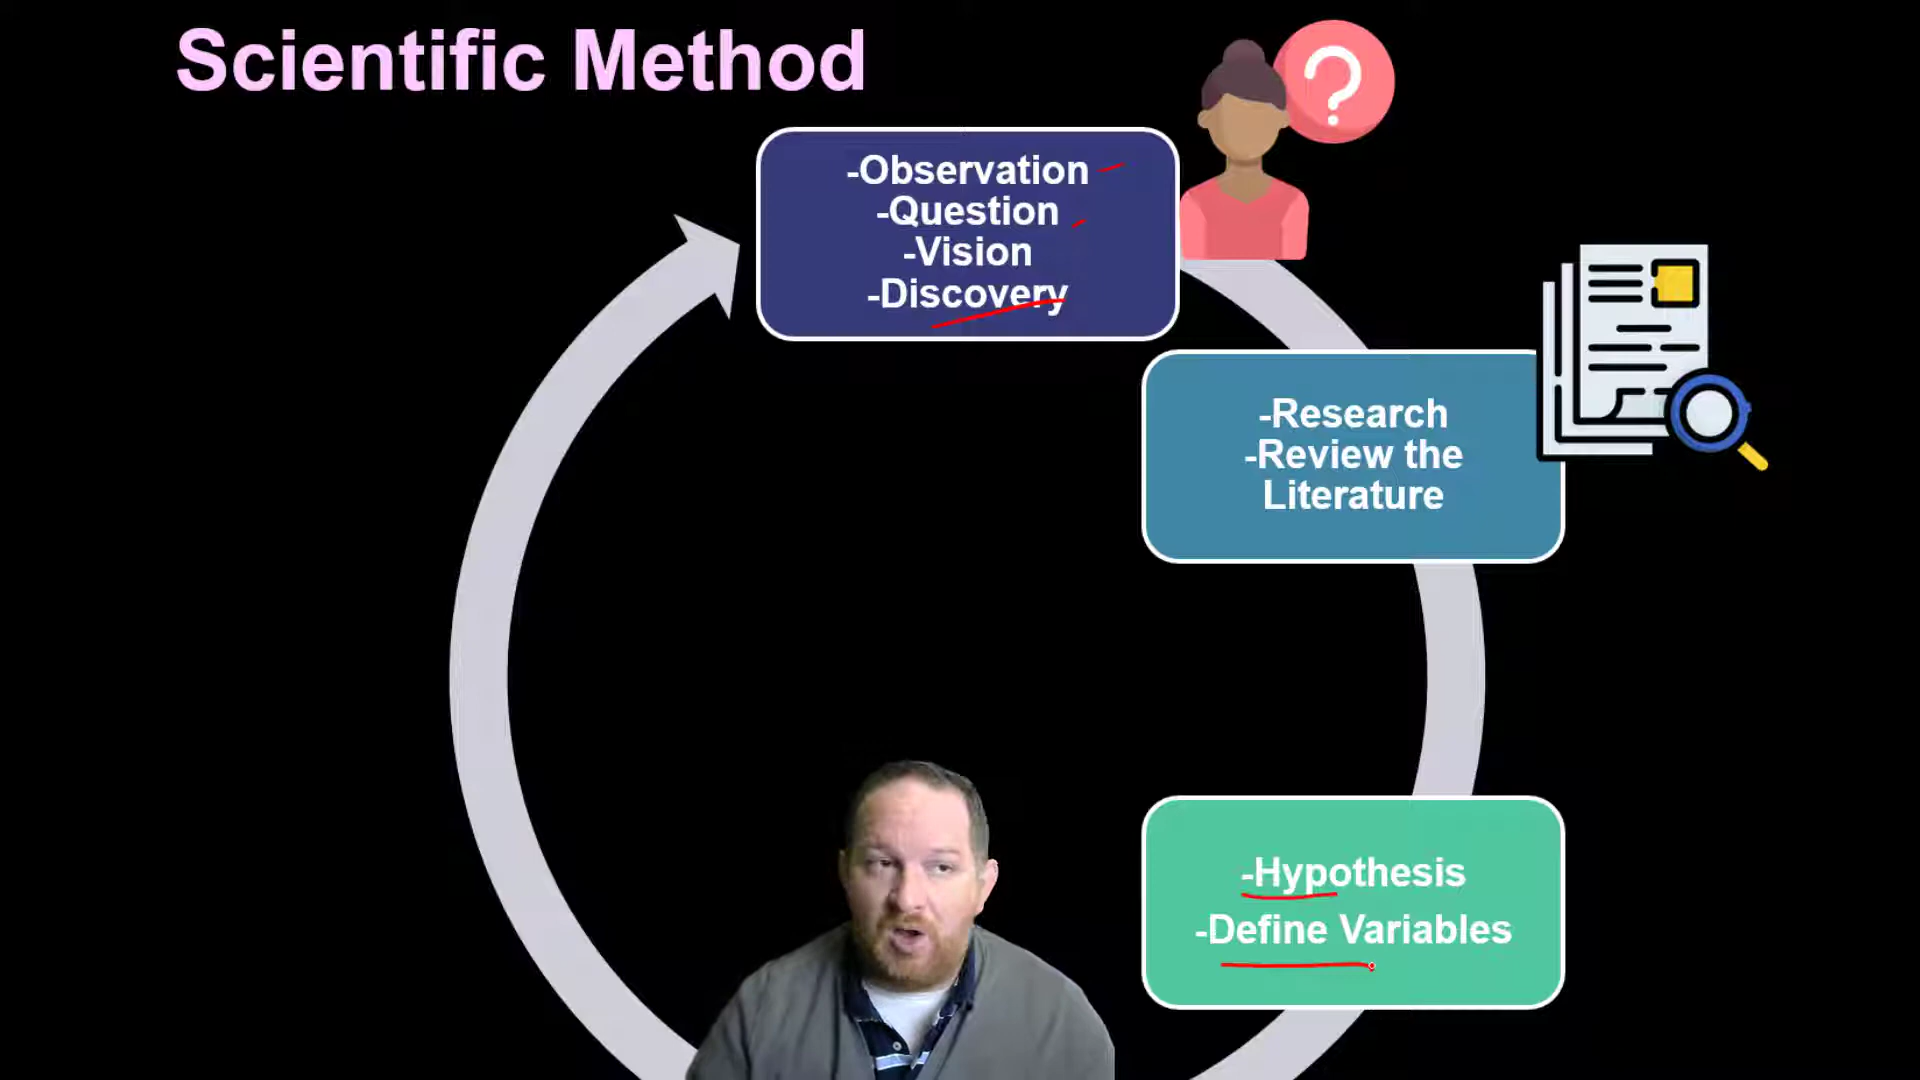 Scientific Method
?
-Observation
-Question
-Vision
-Discovery
-Research
-Review the
Literature
-Hypothesis
-Define Variables